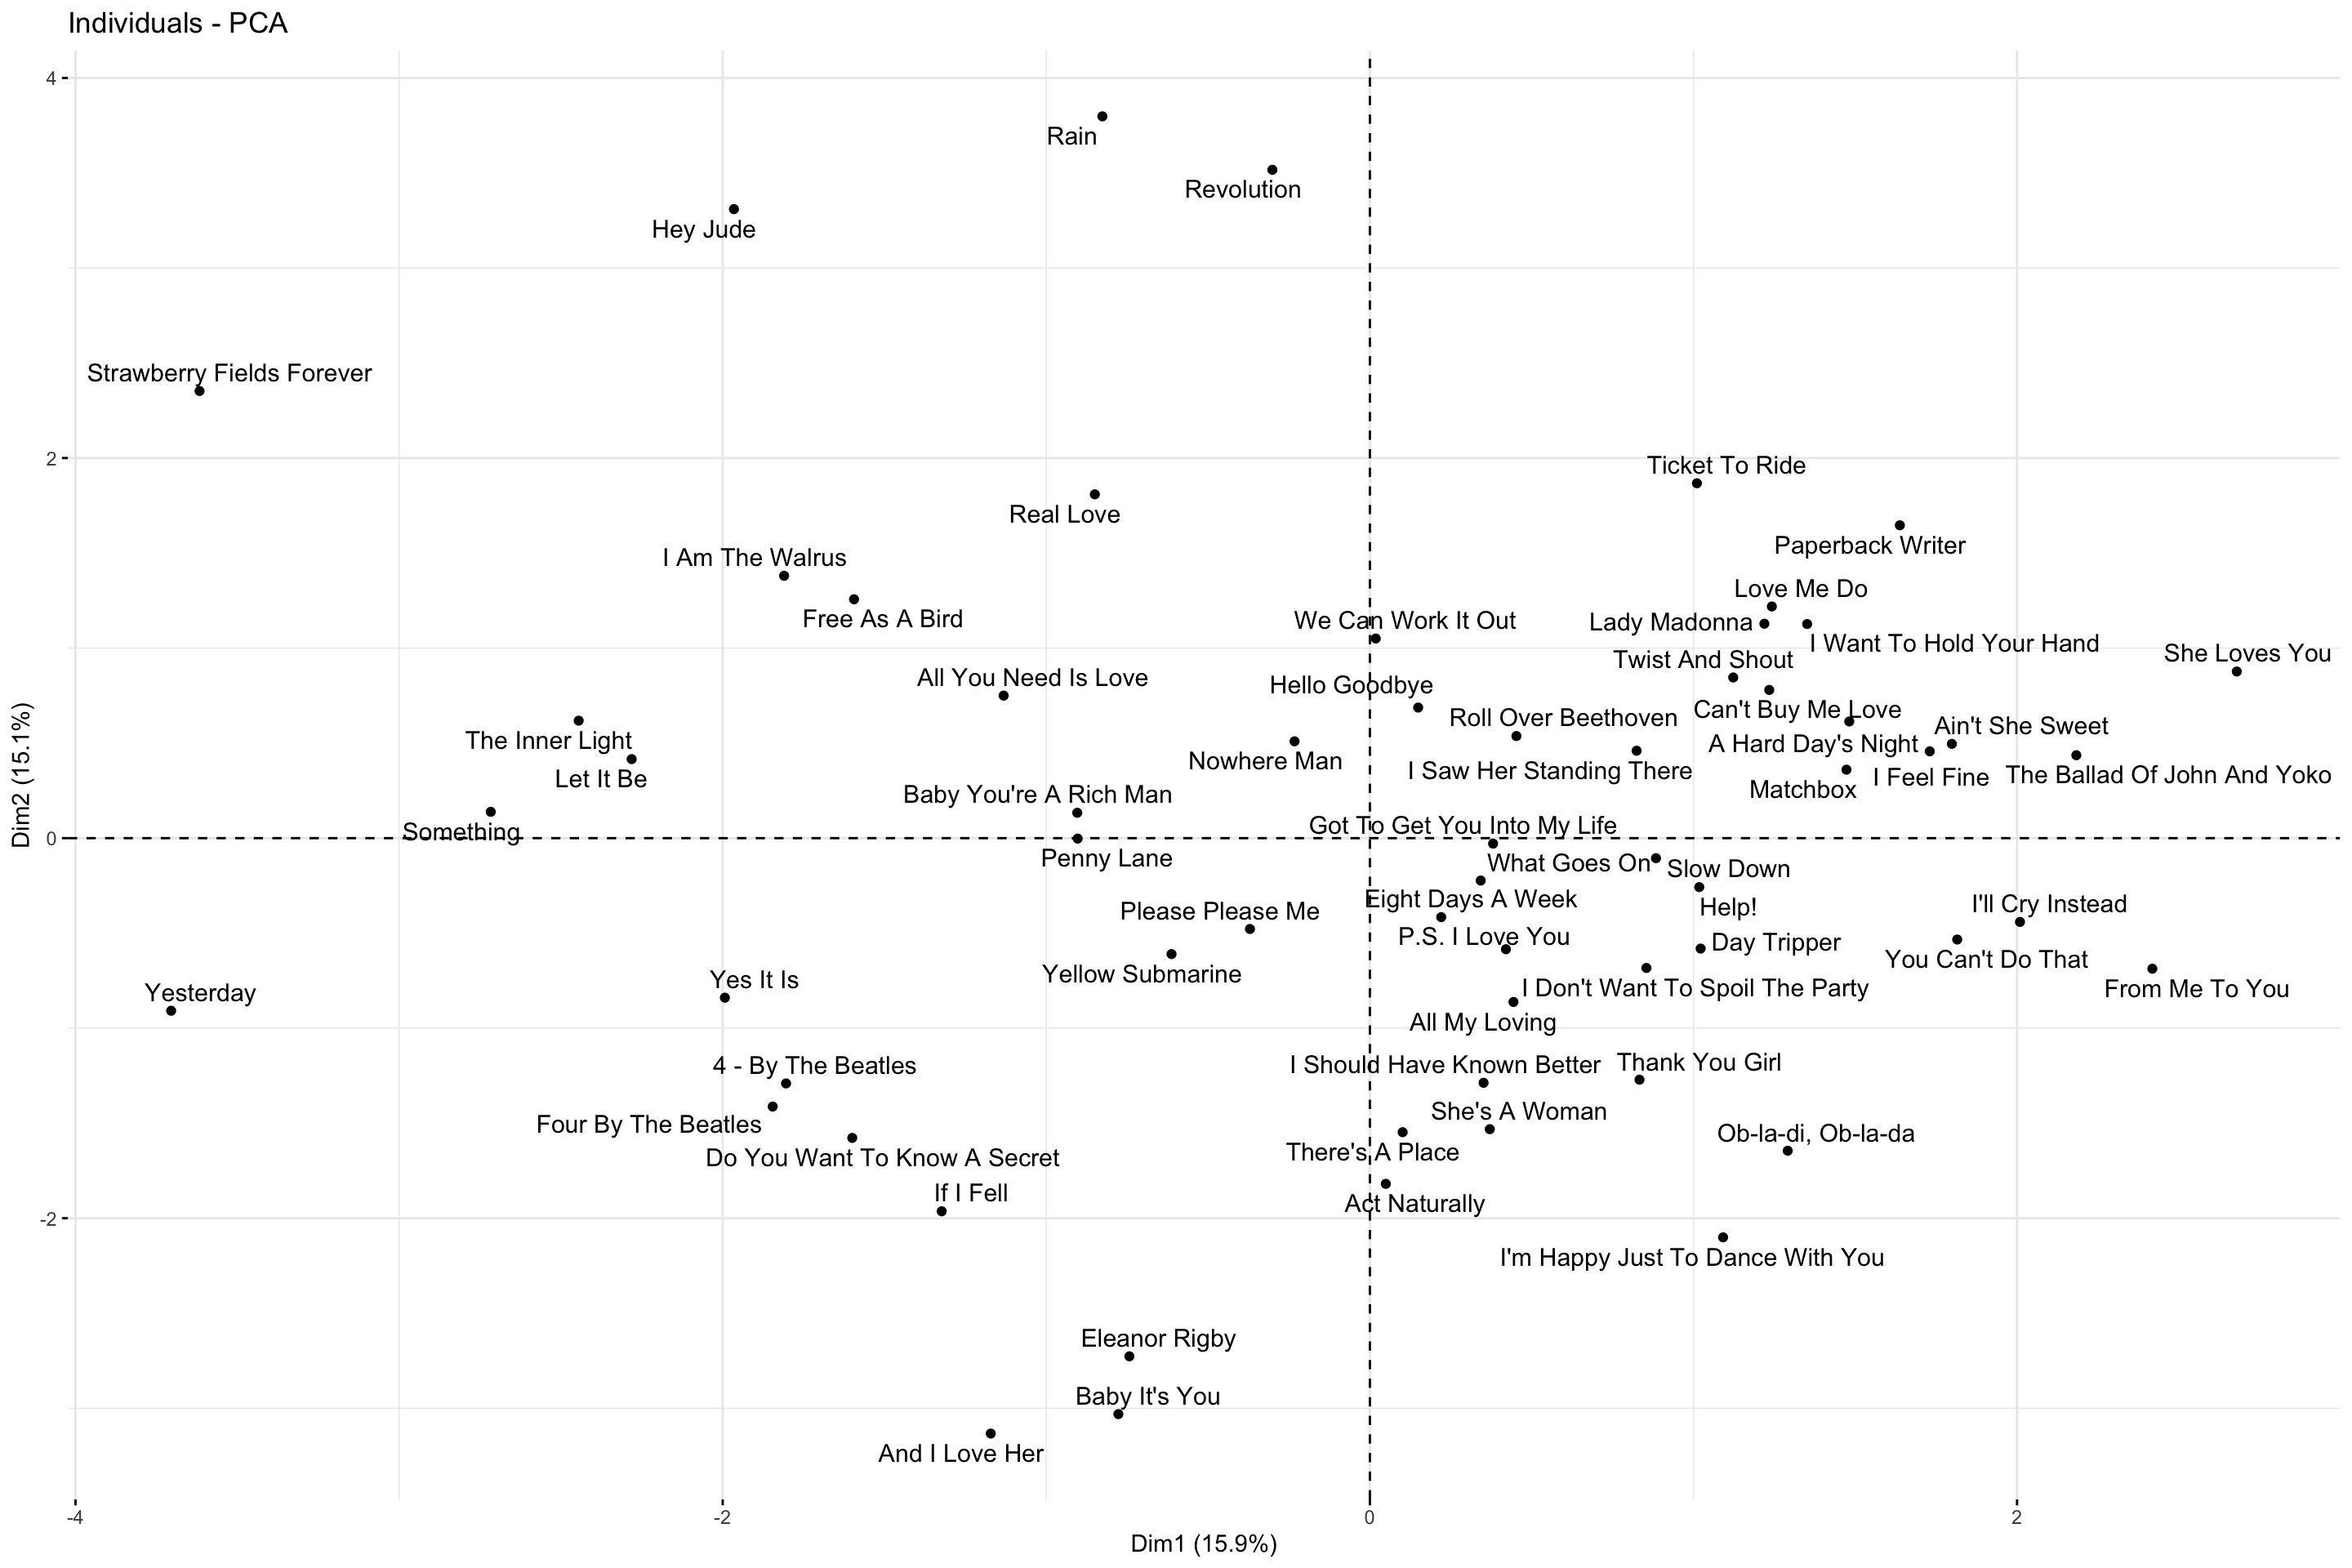 Individuals - PCA
4
Rain
Revolution
Hey Jude
Strawberry Fields Forever
2
Ticket To Ride
Real Love
Paperback Writer
I Am The Walrus
Love Me Do
Free As A Bird
We Can Work It Out
Lady Madonna
I Want To Hold Your Hand
She Loves You
Twist And Shout
All You Need Is Love
Hello Goodbye
Can't Buy Me Love
Roll Over Beethoven
Ain't She Sweet
The Inner Light
A Hard Day's Night
Nowhere Man
I Saw Her Standing There
The Ballad Of John And Yoko
Let It Be
I Feel Fine
Matchbox
Baby You're A Rich Man
Got To Get You Into My Life
Something
0
Penny Lane
What Goes On
Slow Down
Eight Days A Week
I'll Cry Instead
Help!
Please Please Me
P.S. I Love You
Day Tripper
You Can't Do That
Yellow Submarine
Yes It Is
I Don't Want To Spoil The Party
From Me To You
Yesterday
All My Loving
4 - By The Beatles
I Should Have Known Better
Thank You Girl
She's A Woman
Four By The Beatles
Ob-la-di, Ob-la-da
There's A Place
Do You Want To Know A Secret
If I Fell
Act Naturally
-2
I'm Happy Just To Dance With You
Eleanor Rigby
Baby It's You
And I Love Her
-4
-2
0
2
Dim1 (15.9%)
Dim2 (15.1%)